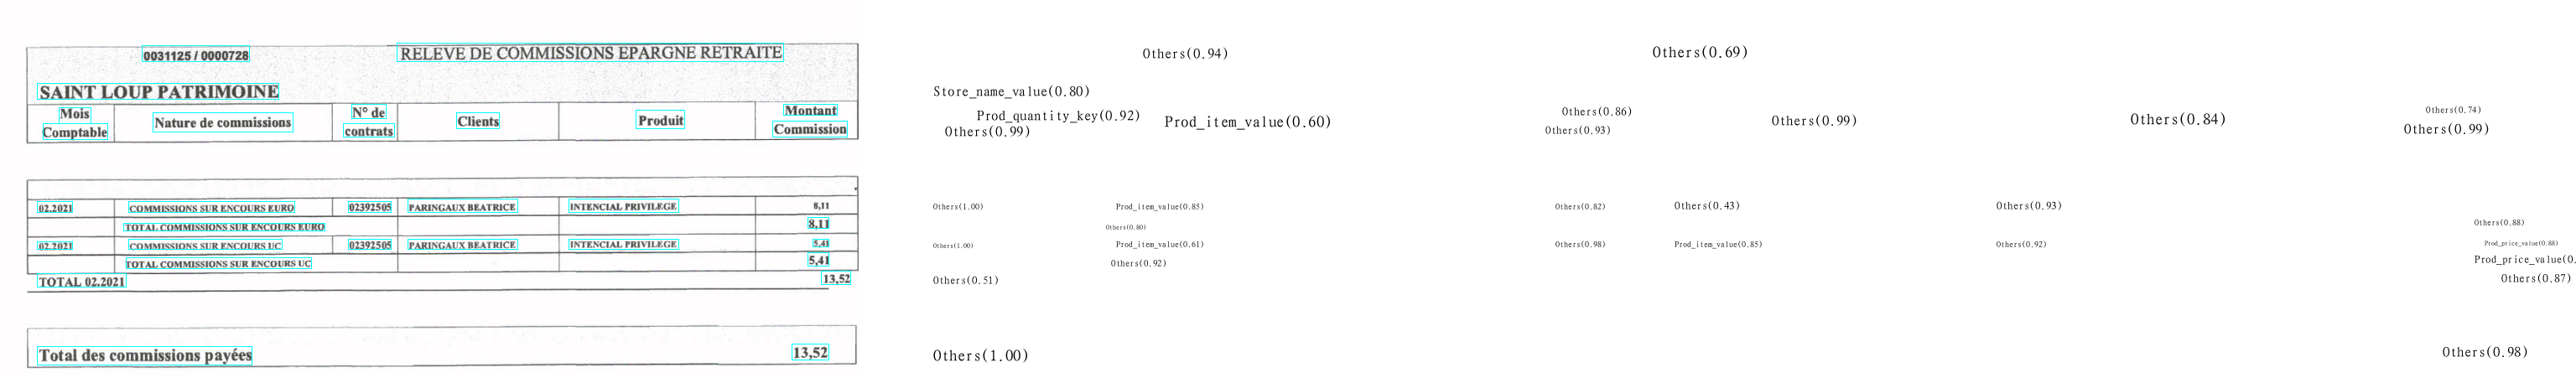 0031125 / 0000728 RELEVE DE COMMISSIONS EPARGNE RETRAITE
SAINT LOUP PATRIMOINE
Mois Comptable Nature de commissions N° de contrats Clients Produit Montant Commission
02.2021 COMMISSIONS SUR ENCOURS EURO 02392505 PARINGAUX BEATRICE INTENCIAL PRIVILEGE 8,11
TOTAL COMMISSIONS SUR ENCOURS EURO 8,11
02.2021 COMMISSIONS SUR ENCOURS UC 02392505 PARINGAUX BEATRICE INTENCIAL PRIVILEGE 5,41
TOTAL COMMISSIONS SUR ENCOURS UC 5,41
TOTAL 02.2021 13,52
Total des commissions payées 13,52
Others(0.94) Others(0.69)
Store_name_value(0.80)
Others(0.86) Others(0.74)
Prod_quantity_key(0.92) Prod_item_value(0.60) Others(0.99) Others(0.84)
Others(0.99) Others(0.93) Others(0.99)
Others(1.00) Prod_item_value(0.85) Others(0.82) Others(0.43) Others(0.93)
Others(0.80) Others(0.88)
Others(1.00) Prod_item_value(0.61) Others(0.98) Prod_item_value(0.85) Others(0.92) Prod_price_value(0.88)
Others(0.92) Prod_price_value(0.
Others(0.51) Others(0.87)
Others(1.00) Others(0.98)